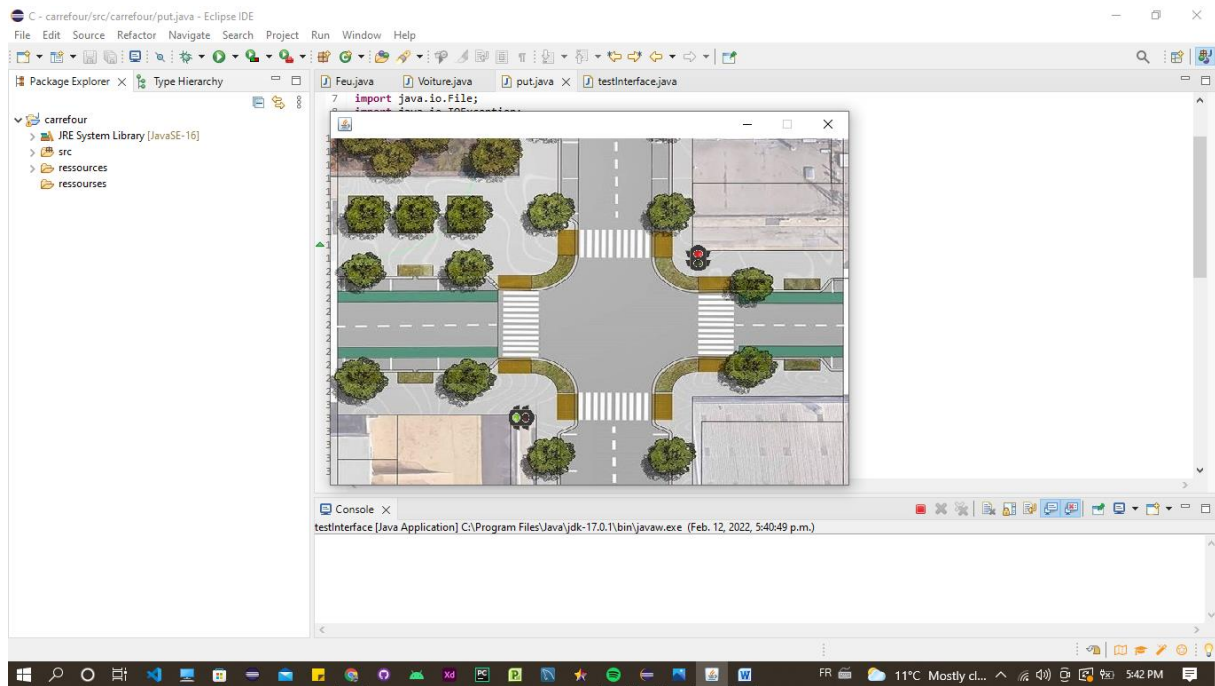 C - carrefour/src/carrefour/put.java - Eclipse IDE
File Edit Source Refactor Navigate Search Project Run Window Help
Package Explorer Type Hierarchy
Feu.java Voiture.java put.java testInterface.java
7 import java.io.File;
carrefour
JRE System Library [JavaSE-16]
src
ressources
ressourses
Console
testInterface [Java Application] C:\Program Files\Java\jdk-17.0.1\bin\javaw.exe (Feb. 12, 2022, 5:40:49 p.m.)
FR 11°C Mostly cl... 5:42 PM